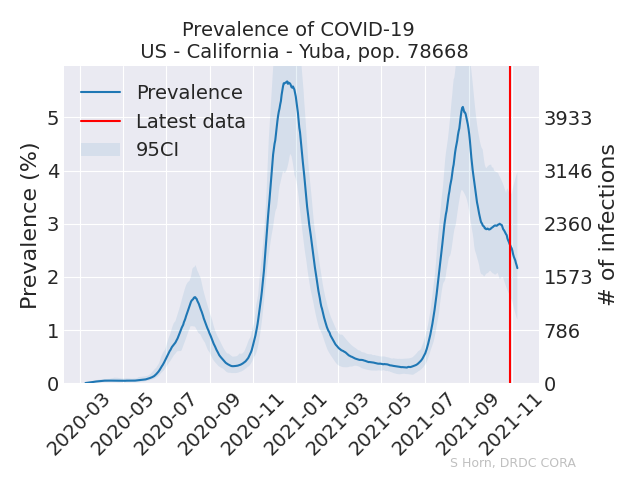 Prevalence of COVID-19
US - California - Yuba, pop. 78668
Prevalence
Latest data
95CI
Prevalence (%)
5
4
3
2
1
0
3933
3146
2360
1573
786
0
# of infections
2020-03
2020-05
2020-07
2020-09
2020-11
2021-01
2021-03
2021-05
2021-07
2021-09
2021-11
S Horn, DRDC CORA